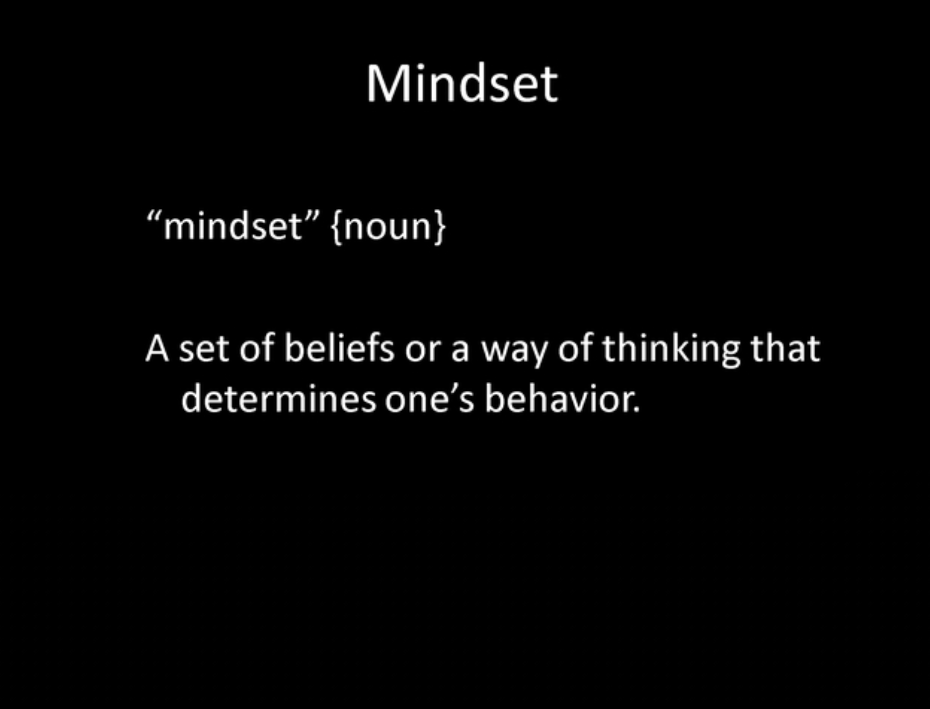 Mindset
“mindset” {noun}
A set of beliefs or a way of thinking that
determines one’s behavior.